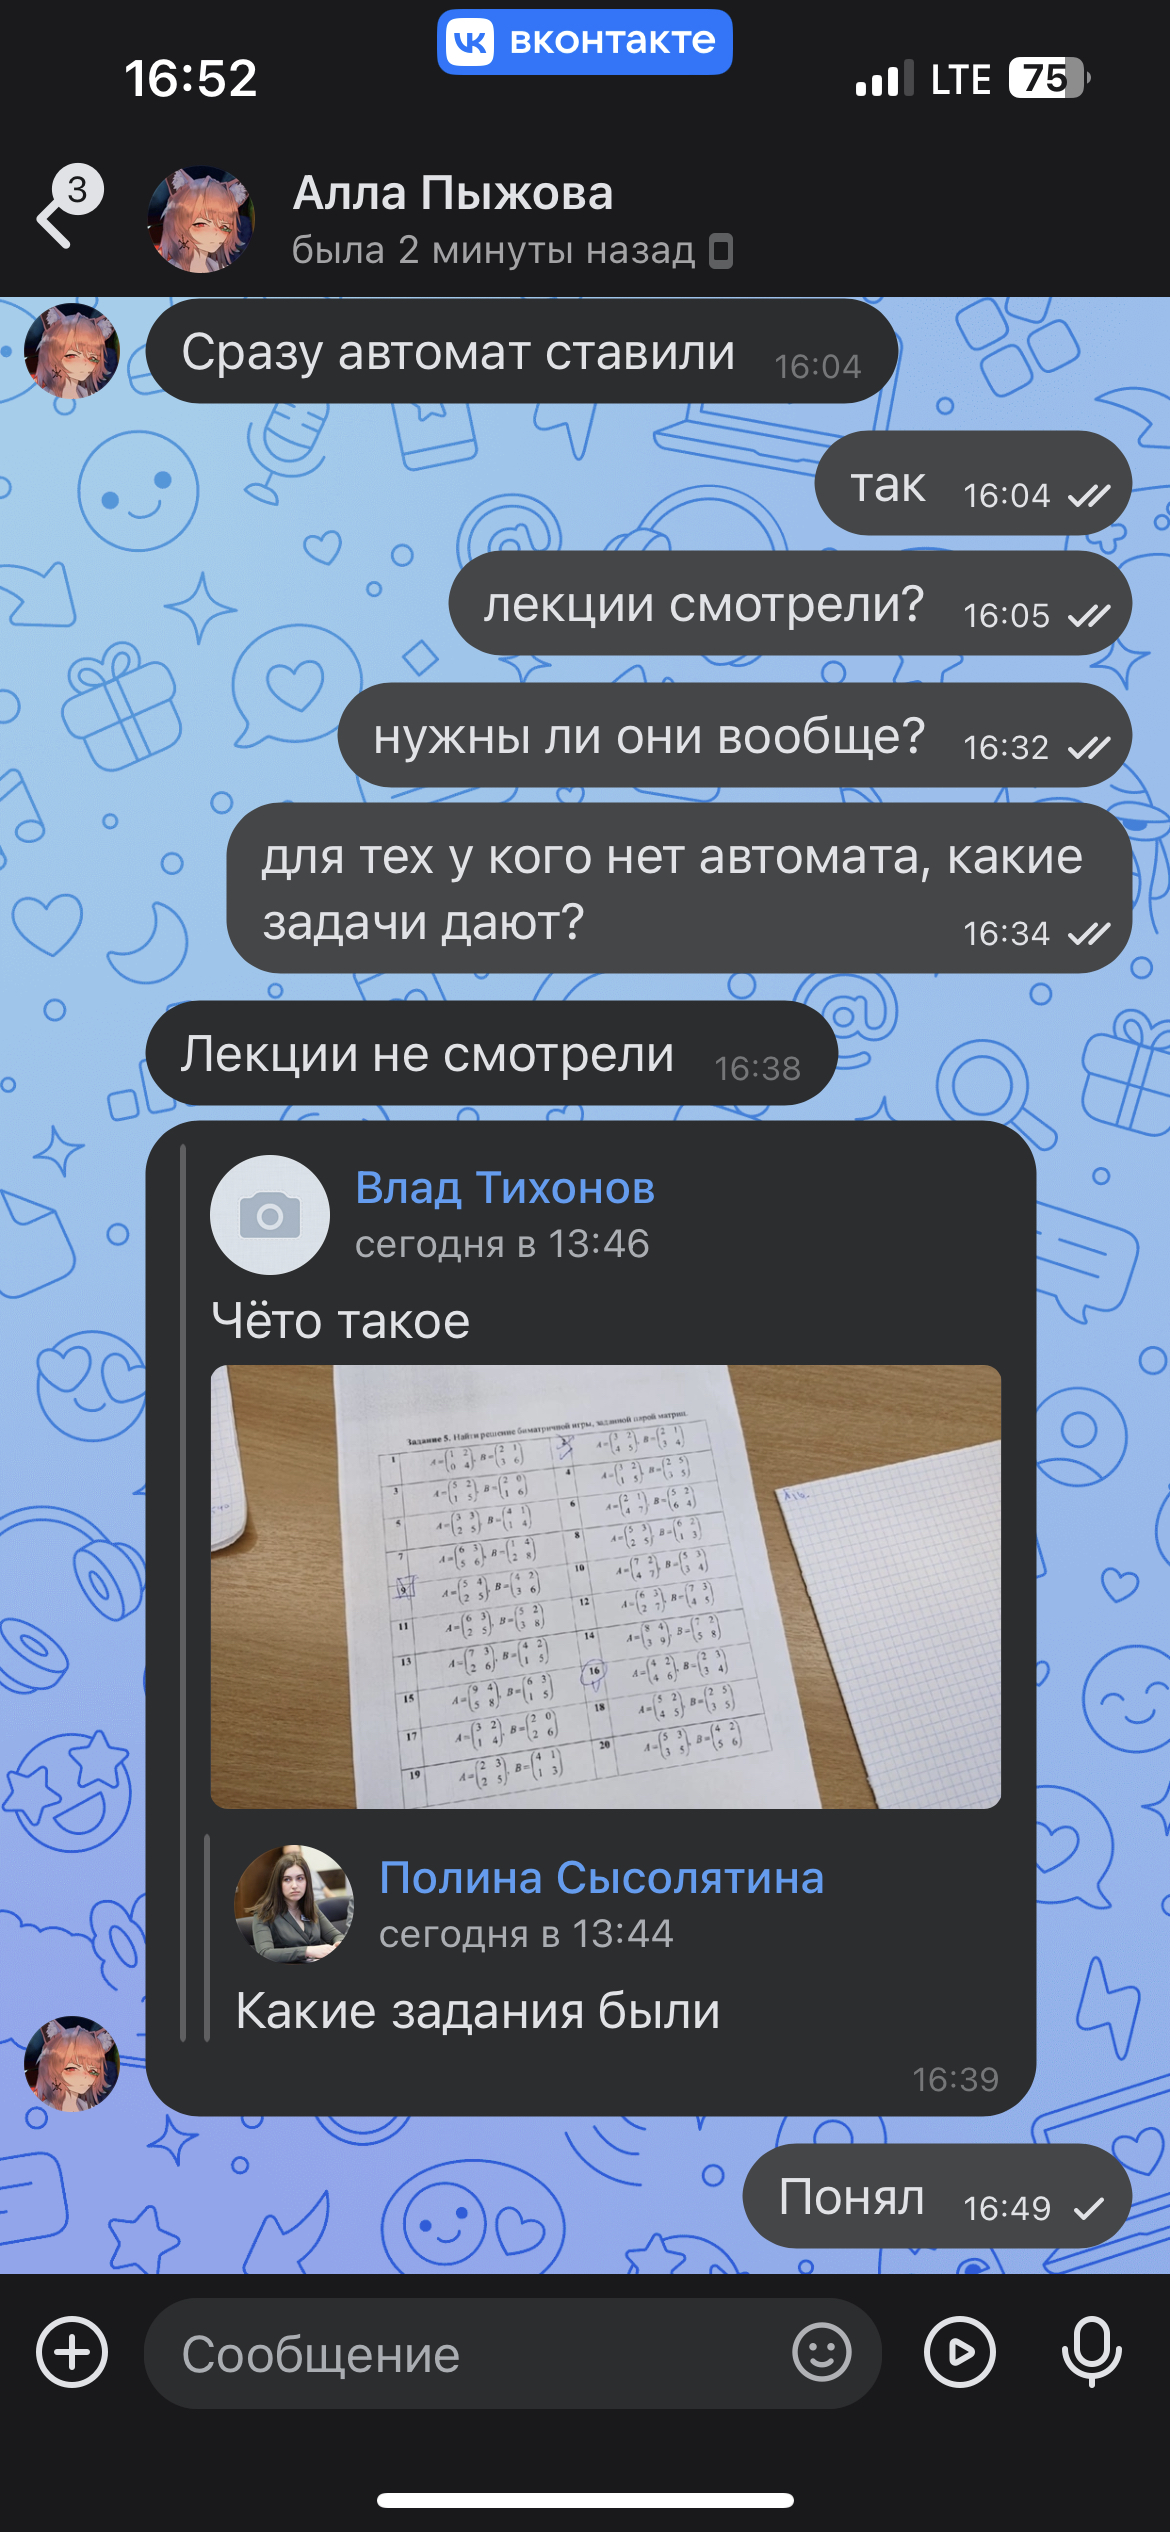 вконтакте
16:52
LTE 75
3
Алла Пыжова
была 2 минуты назад
Сразу автомат ставили 16:04
так 16:04
лекции смотрели? 16:05
нужны ли они вообще? 16:32
для тех у кого нет автомата, какие
задачи дают? 16:34
Лекции не смотрели 16:38
Влад Тихонов
сегодня в 13:46
Чёто такое
Задание 5. Найти решение биматричной игры, заданной парой матриц.
Полина Сысолятина
сегодня в 13:44
Какие задания были
16:39
Понял 16:49
Сообщение